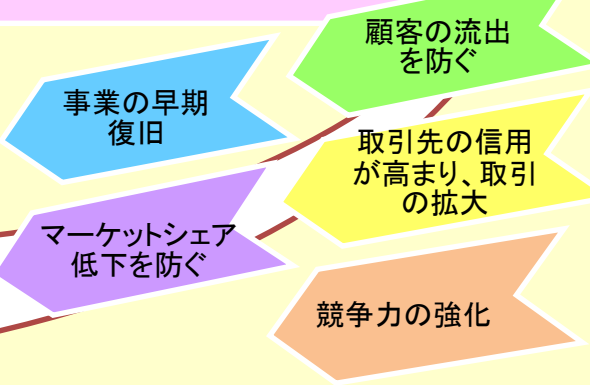 顧客の流出
を防ぐ
事業の早期
復旧
取引先の信用
が高まり、取引
の拡大
マーケットシェア
低下を防ぐ
競争力の強化